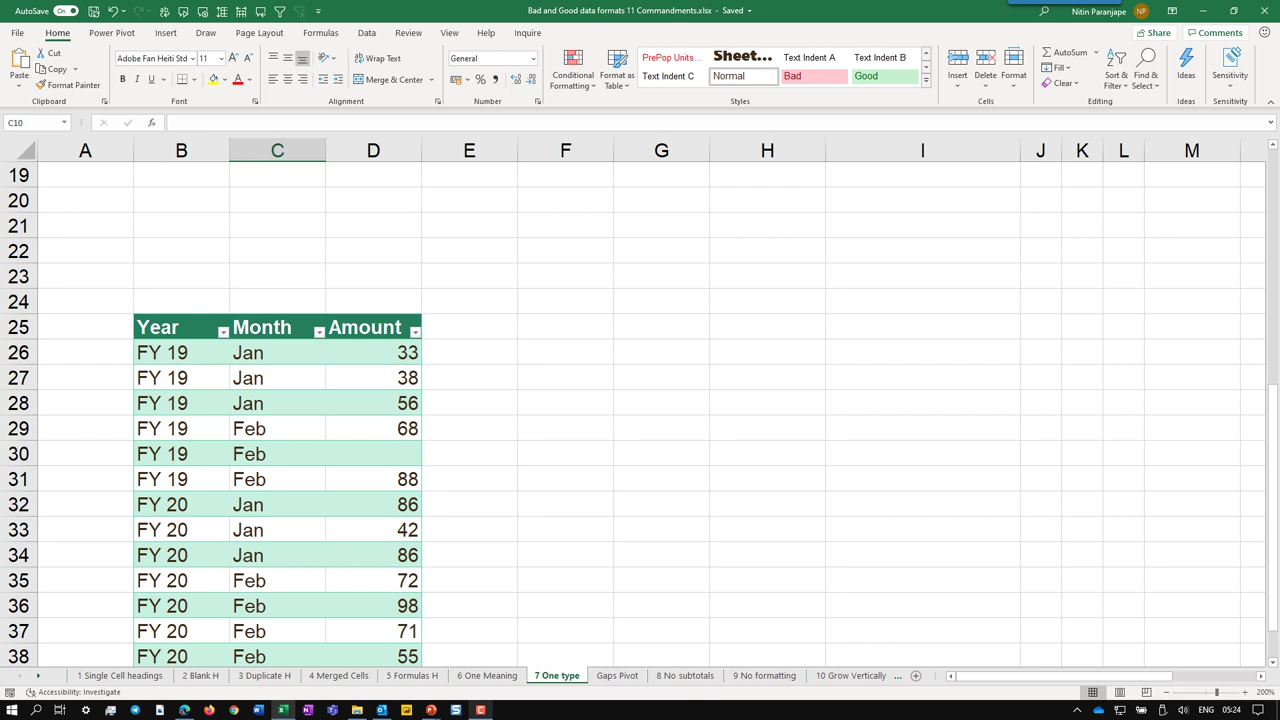 AutoSave On Bad and Good data formats 11 Commandments.xlsx - Saved Nitin Paranjape NP
File Home Power Pivot Insert Draw Page Layout Formulas Data Review View Help Inquire Share Comments
Paste Cut Copy Format Painter Clipboard
Adobe Fan Heiti Std 11 B I U Font
Wrap Text Merge & Center Alignment
General % Number
Conditional Formatting Format as Table
PrePop Units... Sheet... Text Indent A Text Indent B
Text Indent C Normal Bad Good
Styles
Insert Delete Format Cells
AutoSum Fill Clear Sort & Filter Find & Select Editing
Ideas Ideas
Sensitivity Sensitivity
C10 fx
A B C D E F G H I J K L M
19
20
21
22
23
24
25 Year Month Amount
26 FY 19 Jan 33
27 FY 19 Jan 38
28 FY 19 Jan 56
29 FY 19 Feb 68
30 FY 19 Feb
31 FY 19 Feb 88
32 FY 20 Jan 86
33 FY 20 Jan 42
34 FY 20 Jan 86
35 FY 20 Feb 72
36 FY 20 Feb 98
37 FY 20 Feb 71
38 FY 20 Feb 55
1 Single Cell headings 2 Blank H 3 Duplicate H 4 Merged Cells 5 Formulas H 6 One Meaning 7 One type Gaps Pivot 8 No subtotals 9 No formatting 10 Grow Vertically ...
Accessibility: Investigate 200%
ENG 05:24